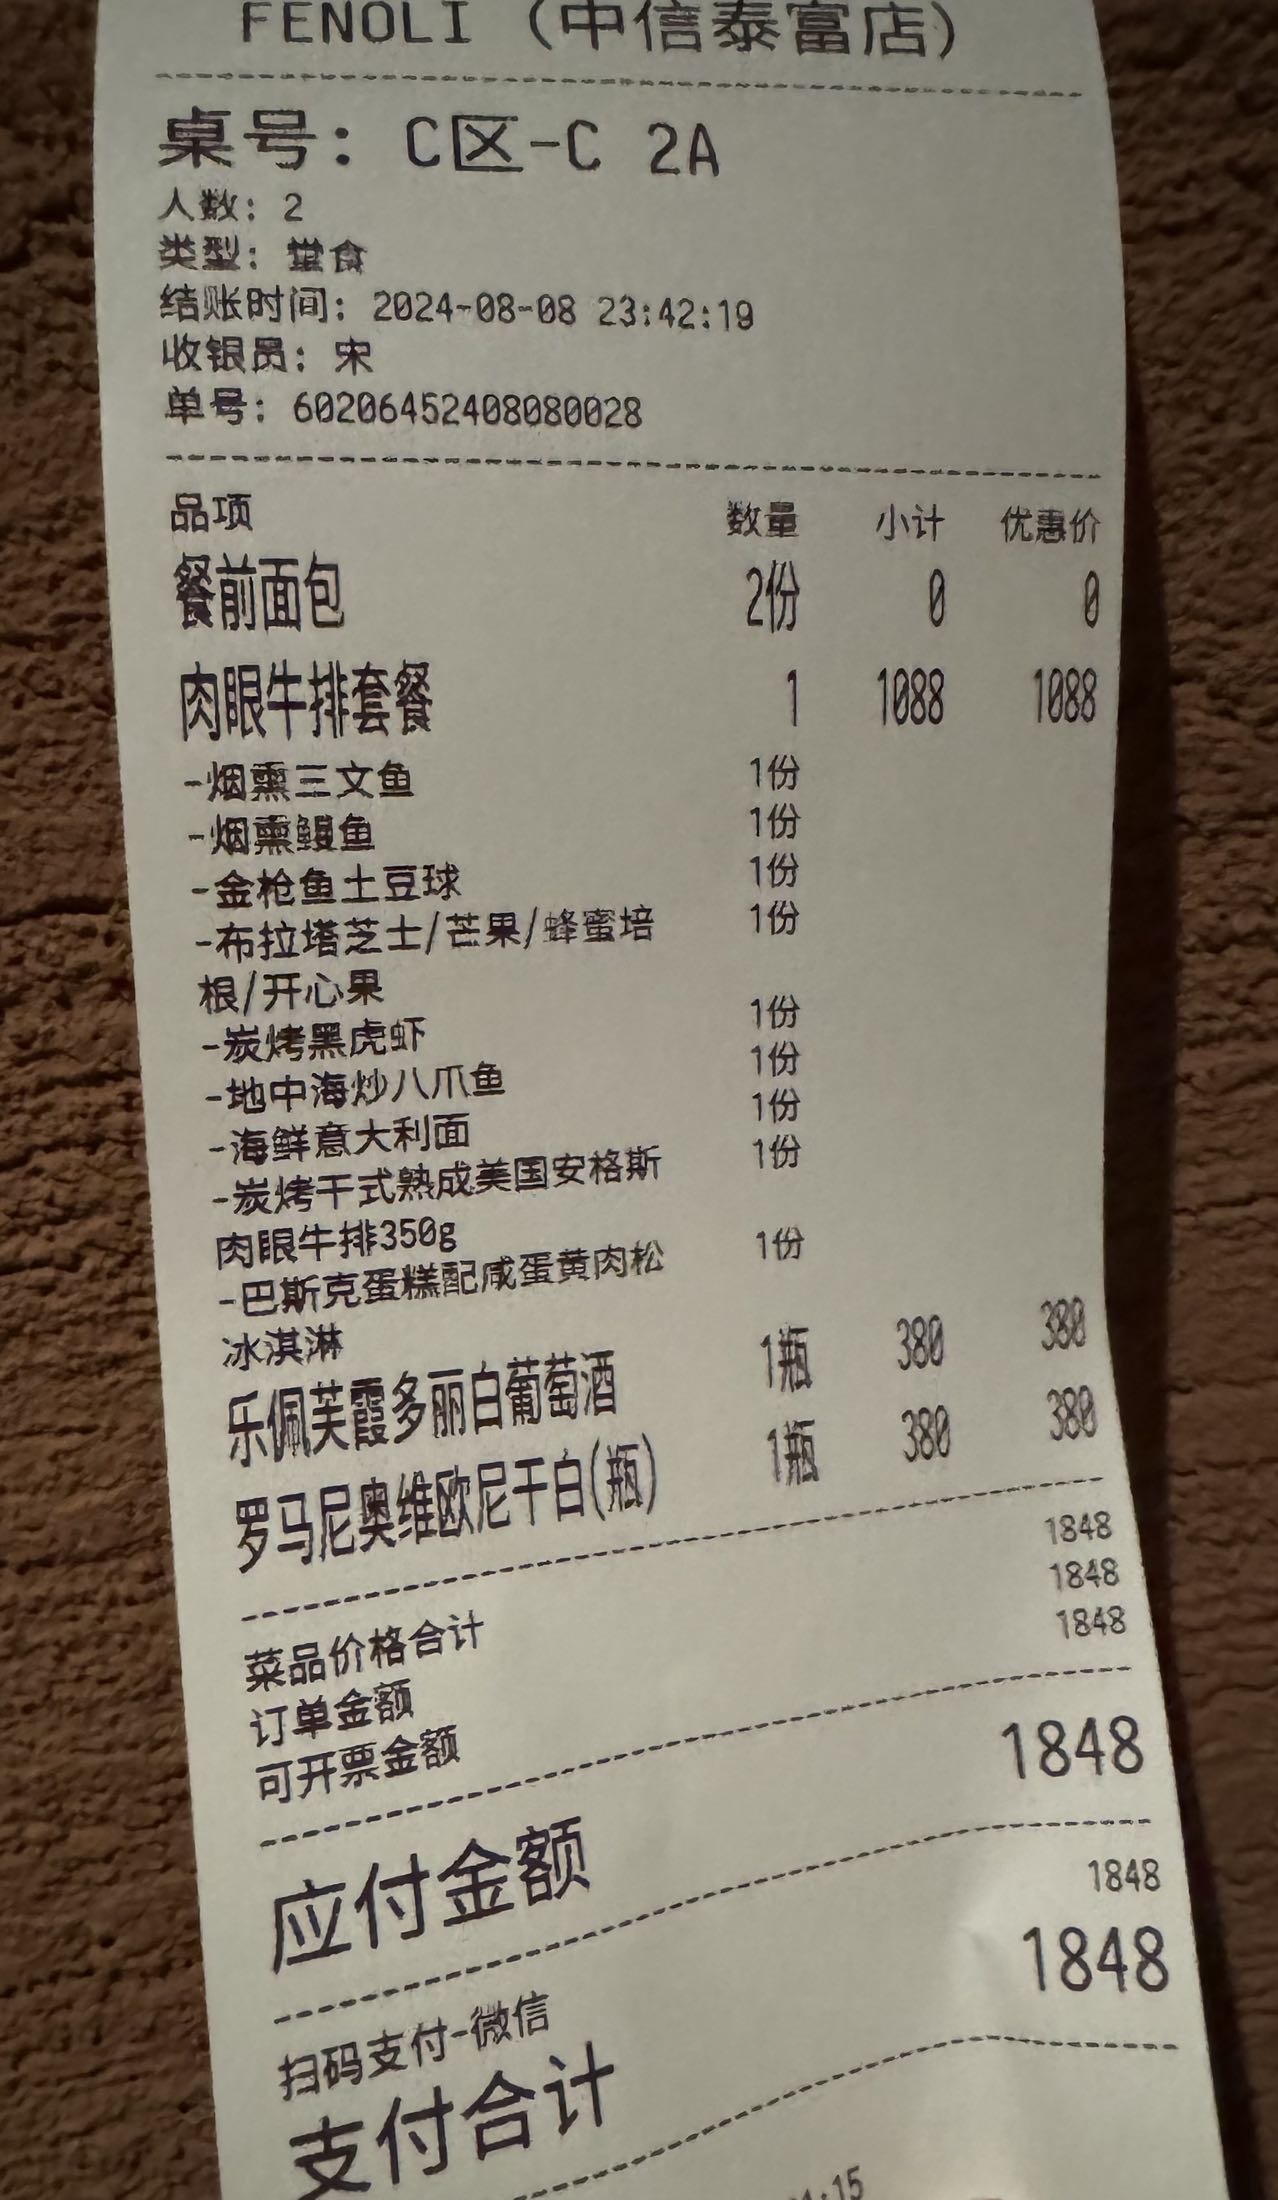 FENOLI (中信泰富店)
桌号: C区-C 2A
人数: 2
类型: 堂食
结账时间: 2024-08-08 23:42:19
收银员: 宋
单号: 602064524080800​28
品项 数量 小计 优惠价
餐前面包 2份 0 0
肉眼牛排套餐 1 1088 1088
-烟熏三文鱼 1份
-烟熏鳗鱼 1份
-金枪鱼土豆球 1份
-布拉塔芝士/芒果/蜂蜜培 1份
根/开心果
-炭烤黑虎虾 1份
-地中海炒八爪鱼 1份
-海鲜意大利面 1份
-炭烤干式熟成美国安格斯 1份
肉眼牛排350g
-巴斯克蛋糕配咸蛋黄肉松 1份
冰淇淋
乐佩芙霞多丽白葡萄酒 1瓶 380 380
罗马尼奥维欧尼干白(瓶) 1瓶 380 380
菜品价格合计 1848
订单金额 1848
可开票金额 1848
应付金额 1848
扫码支付-微信 1848
支付合计 1848
:15